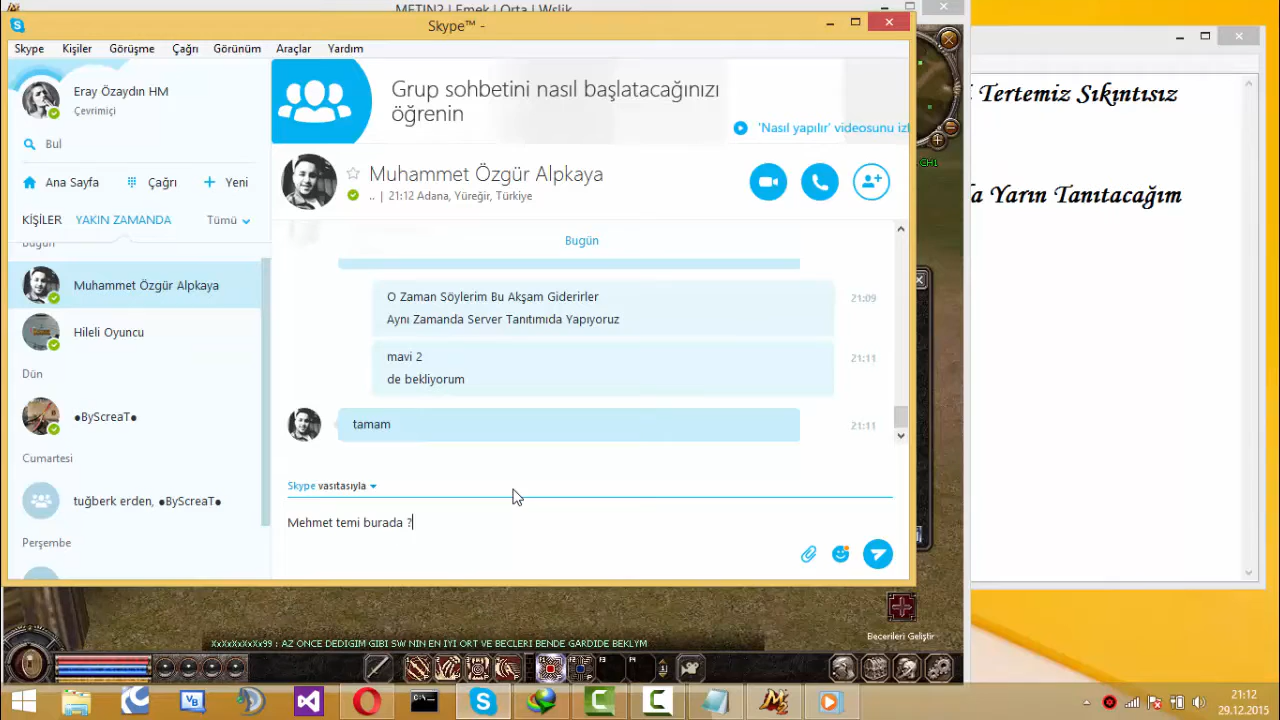 METIN2 | Emek | Orta | Wslik
Skype™ -
Skype Kişiler Görüşme Çağrı Görünüm Araçlar Yardım
Eray Özaydın HM
Çevrimiçi
Bul
Ana Sayfa Çağrı Yeni
KİŞİLER YAKIN ZAMANDA Tümü
Bugün
Muhammet Özgür Alpkaya
Hileli Oyuncu
Dün
●ByScreaT●
Cumartesi
tuğberk erden, ●ByScreaT●
Perşembe
Grup sohbetini nasıl başlatacağınızı
öğrenin
'Nasıl yapılır' videosunu izl
Muhammet Özgür Alpkaya
.. | 21:12 Adana, Yüreğir, Türkiye
Bugün
O Zaman Söylerim Bu Akşam Giderirler 21:09
Aynı Zamanda Server Tanıtımıda Yapıyoruz
mavi 2 21:11
de bekliyorum
tamam 21:11
Skype vasıtasıyla
Mehmet temi burada ?
Tertemiz Sıkıntısız
Yarın Tanıtacağım
CH1
Becerileri Geliştir
XxXxXxXxXx99 : AZ ONCE DEDIGIM GIBI SW NIN EN IYI ORT VE BECLERI BENDE GARDIDE BEKLYM
F2 F3 F4
21:12
29.12.2015